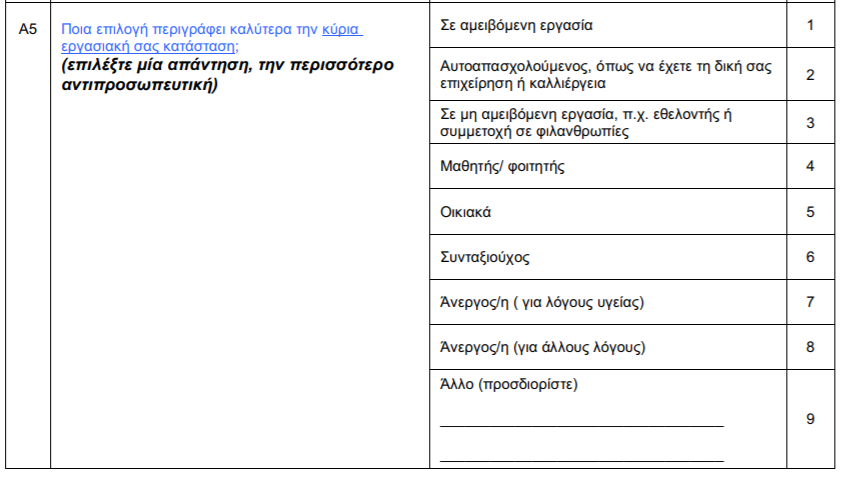 A5
Ποια επιλογή περιγράφει καλύτερα την κύρια
εργασιακή σας κατάσταση;
(επιλέξτε μία απάντηση, την περισσότερο
αντιπροσωπευτική)
Σε αμειβόμενη εργασία 1
Αυτοαπασχολούμενος, όπως να έχετε τη δική σας
επιχείρηση ή καλλιέργεια 2
Σε μη αμειβόμενη εργασία, π.χ. εθελοντής ή
συμμετοχή σε φιλανθρωπίες 3
Μαθητής/ φοιτητής 4
Οικιακά 5
Συνταξιούχος 6
Άνεργος/η ( για λόγους υγείας) 7
Άνεργος/η (για άλλους λόγους) 8
Άλλο (προσδιορίστε)
9